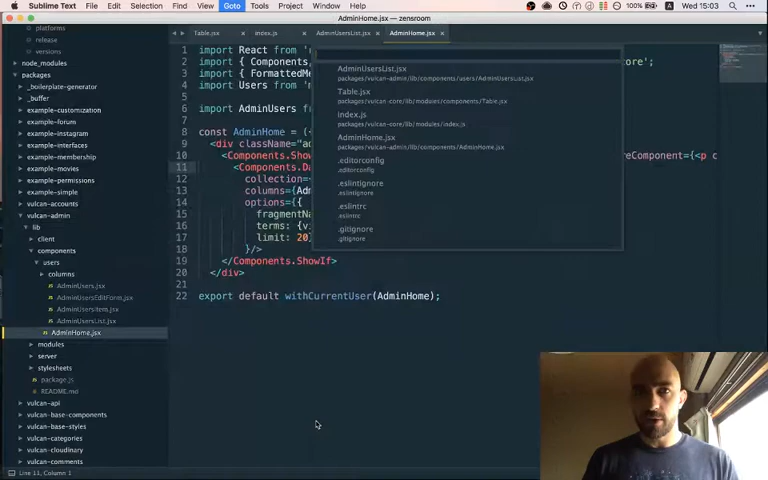 Sublime Text File Edit Selection Find View Goto Tools Project Window Help 100% Wed 15:03
AdminHome.jsx — zensroom
platforms
release
versions
node_modules
packages
_boilerplate-generator
_buffer
example-customization
example-forum
example-instagram
example-interfaces
example-membership
example-movies
example-permissions
example-simple
vulcan-accounts
vulcan-admin
lib
client
components
users
columns
AdminUsers.jsx
AdminUsersEditForm.jsx
AdminUsersItem.jsx
AdminUsersList.jsx
AdminHome.jsx
modules
server
stylesheets
package.js
README.md
vulcan-api
vulcan-base-components
vulcan-base-styles
vulcan-categories
vulcan-cloudinary
vulcan-comments
Table.jsx × index.js × AdminUsersList.jsx × AdminHome.jsx ×
1 import React from '
2 import { Components, ore';
3 import { FormattedMe
4 import Users from 'm
6 import AdminUsers f
8 const AdminHome = (
9 <div className="ad
10 <Components.ShowI reComponent={<p c
11 <Components.Da
12 collection=
13 columns={Ad
14 options={{
15 fragmentNa
16 terms: {vi
17 limit: 20
18 }}/>
19 </Components.ShowIf>
20 </div>
22 export default withCurrentUser(AdminHome);
AdminUsersList.jsx
packages/vulcan-admin/lib/components/users/AdminUsersList.jsx
Table.jsx
packages/vulcan-core/lib/modules/components/Table.jsx
index.js
packages/vulcan-core/lib/modules/index.js
AdminHome.jsx
packages/vulcan-admin/lib/components/AdminHome.jsx
.editorconfig
.editorconfig
.eslintignore
.eslintignore
.eslintrc
.eslintrc
.gitignore
.gitignore
Line 11, Column 1